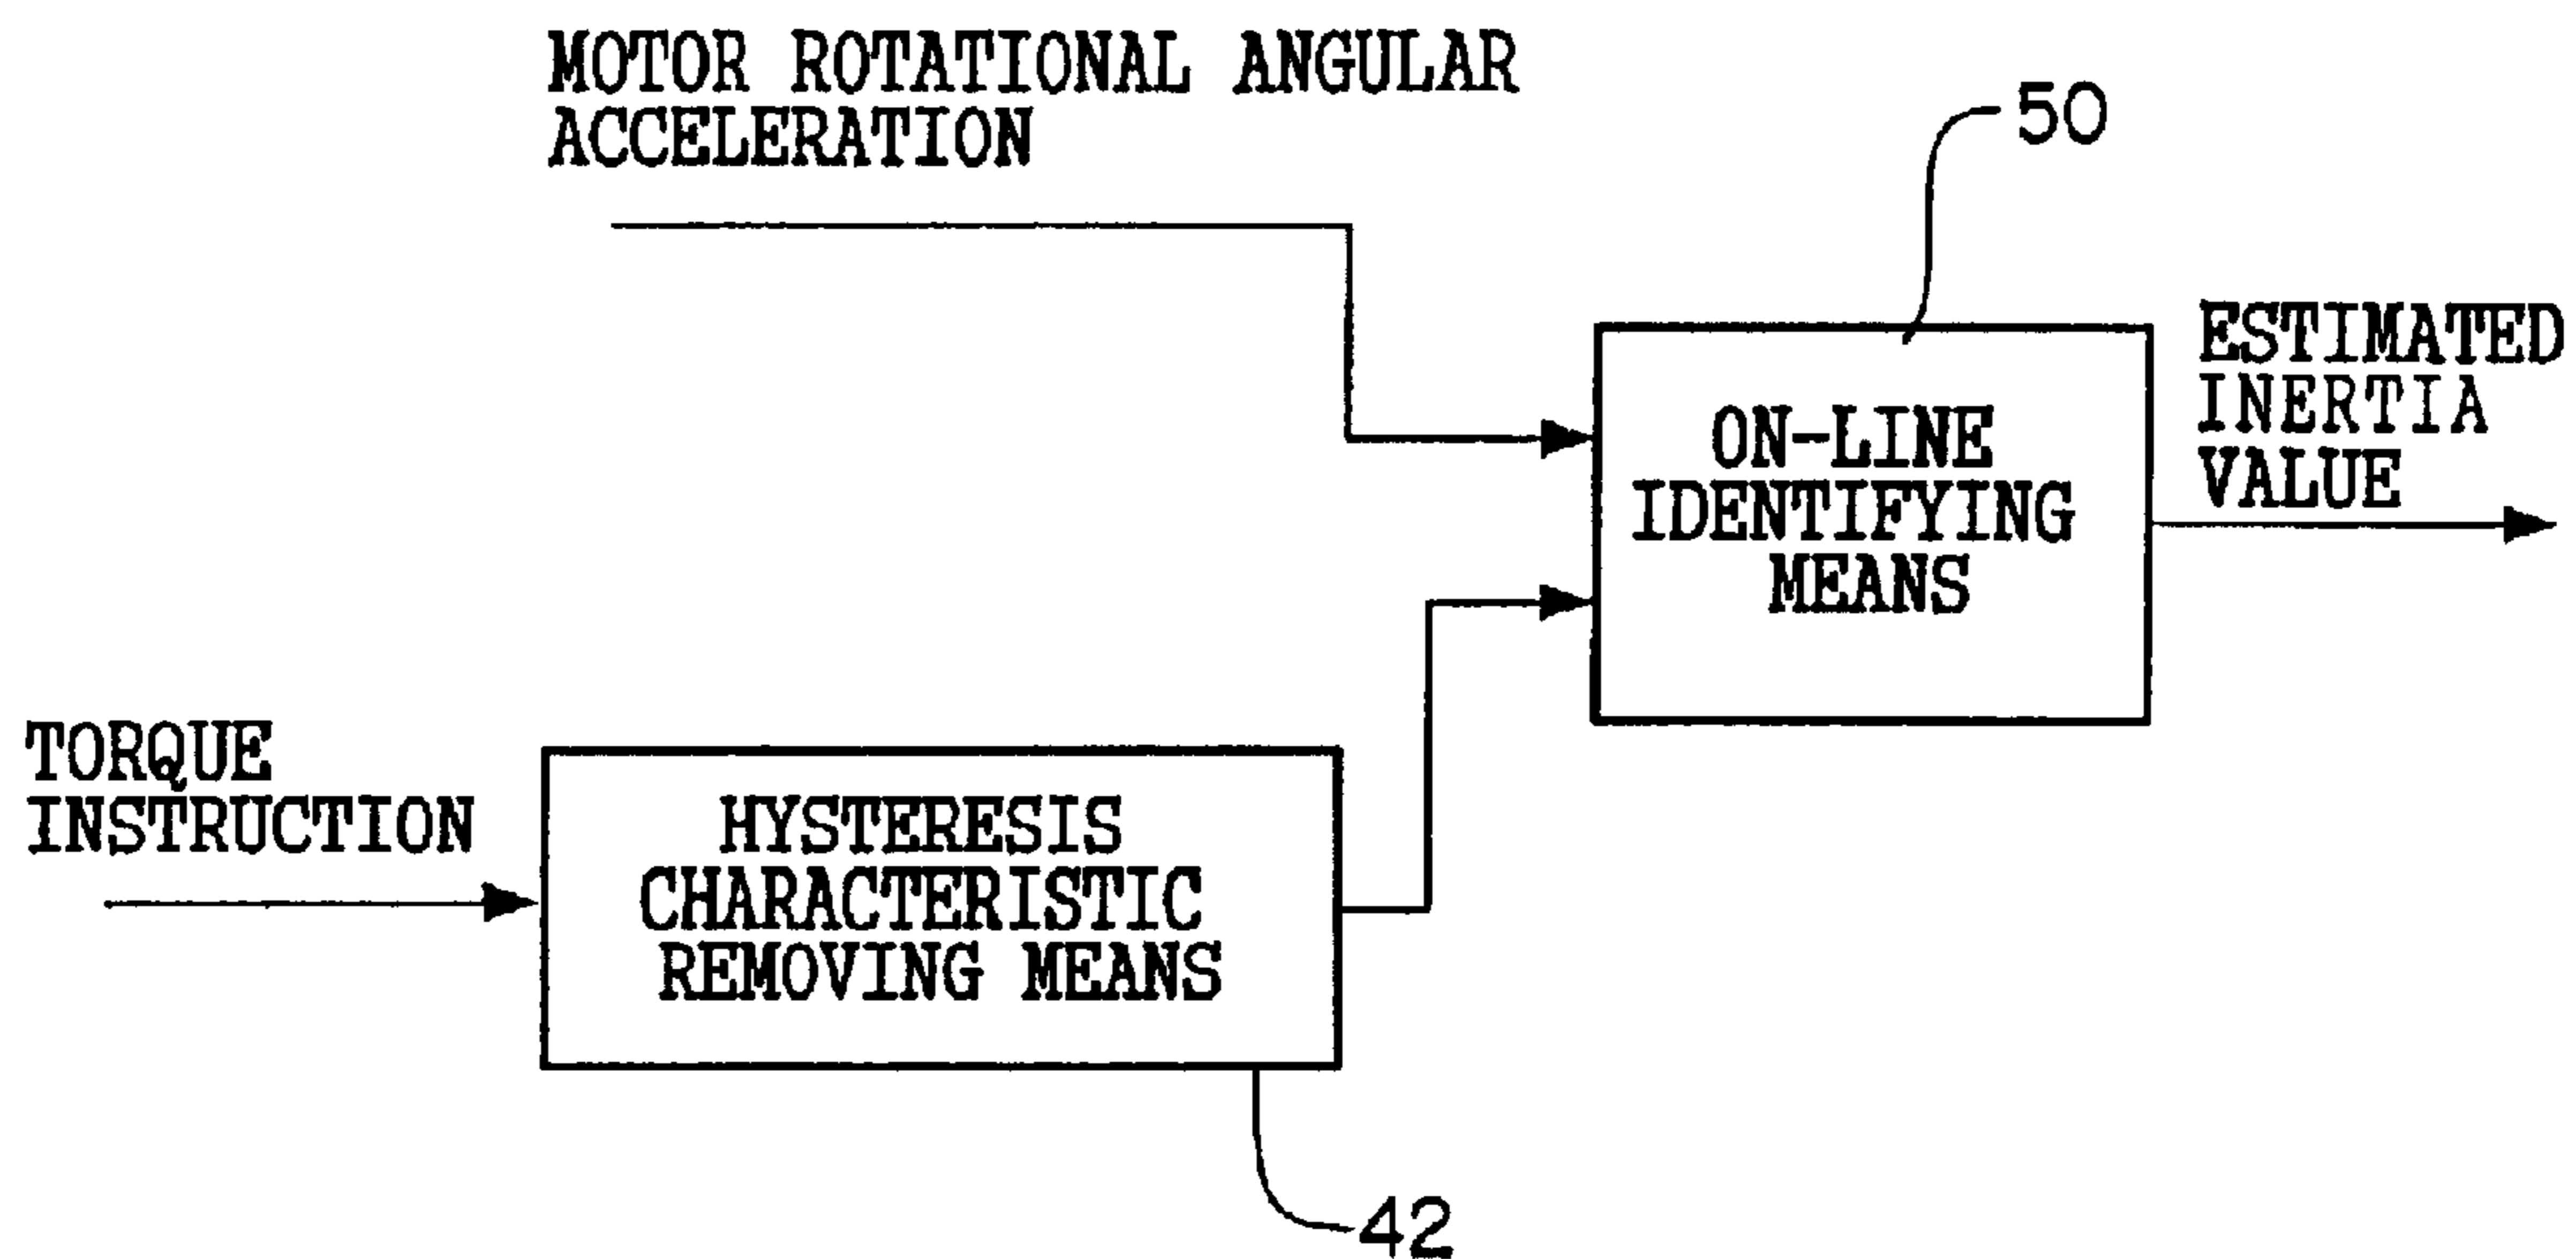 MOTOR ROTATIONAL ANGULAR
ACCELERATION
50
ESTIMATED
INERTIA
VALUE
ON-LINE
IDENTIFYING
MEANS
TORQUE
INSTRUCTION
HYSTERESIS
CHARACTERISTIC
REMOVING MEANS
42